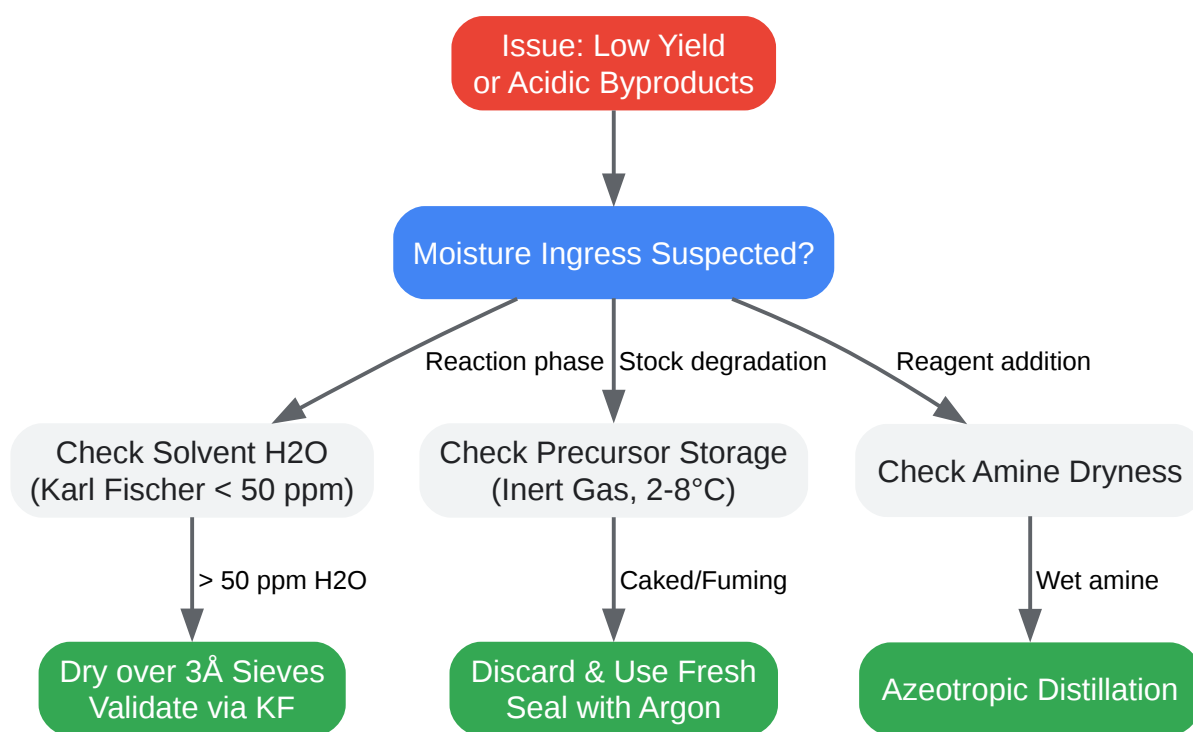 Issue: Low Yield
or Acidic Byproducts
Moisture Ingress Suspected?
Reaction phase
Stock degradation
Reagent addition
Check Solvent H2O
(Karl Fischer < 50 ppm)
Check Precursor Storage
(Inert Gas, 2-8°C)
Check Amine Dryness
> 50 ppm H2O
Caked/Fuming
Wet amine
Dry over 3Å Sieves
Validate via KF
Discard & Use Fresh
Seal with Argon
Azeotropic Distillation